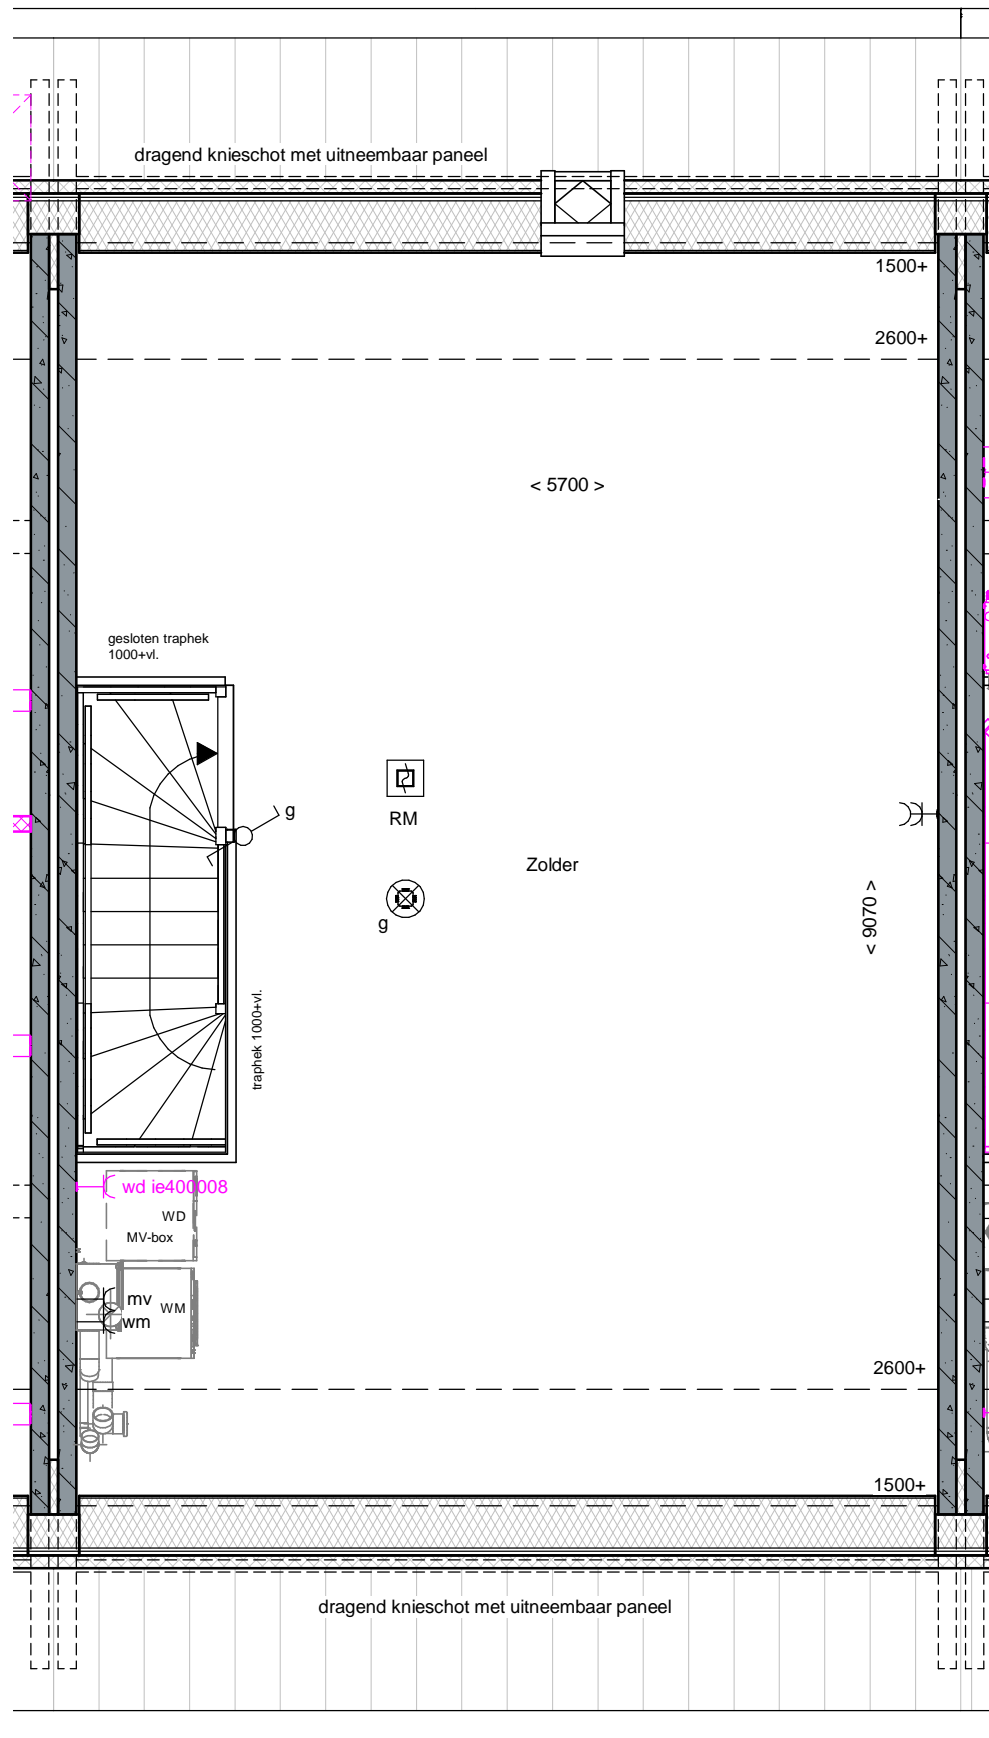 dragend knieschot met uitneembaar paneel
1500+
2600+
< 5700 >
gesloten traphek
1000+vl.
g
RM
Zolder
g
< 9070 >
traphek 1000+vl.
wd ie400008
WD
MV-box
mv
WM
wm
2600+
1500+
dragend knieschot met uitneembaar paneel